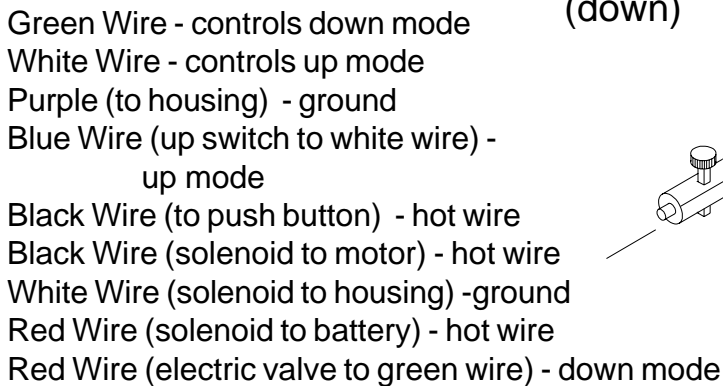 (down)
Green Wire - controls down mode
White Wire - controls up mode
Purple (to housing) - ground
Blue Wire (up switch to white wire) -
up mode
Black Wire (to push button) - hot wire
Black Wire (solenoid to motor) - hot wire
White Wire (solenoid to housing) -ground
Red Wire (solenoid to battery) - hot wire
Red Wire (electric valve to green wire) - down mode